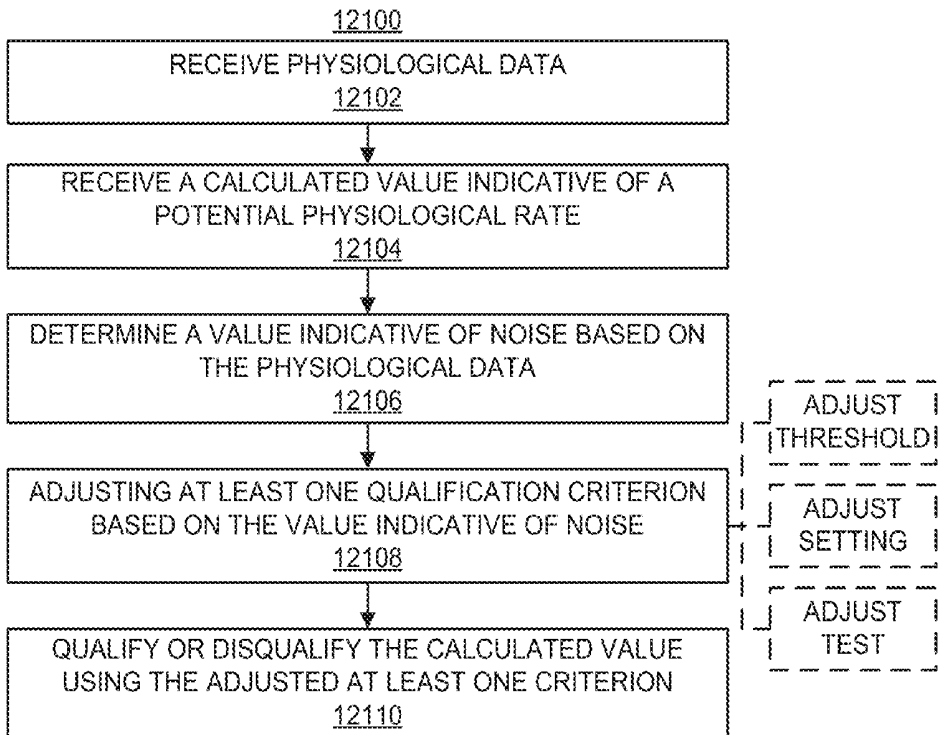 12100
RECEIVE PHYSIOLOGICAL DATA
12102
RECEIVE A CALCULATED VALUE INDICATIVE OF A
POTENTIAL PHYSIOLOGICAL RATE
12104
DETERMINE A VALUE INDICATIVE OF NOISE BASED ON
THE PHYSIOLOGICAL DATA
12106
ADJUSTING AT LEAST ONE QUALIFICATION CRITERION
BASED ON THE VALUE INDICATIVE OF NOISE
12108
ADJUST
THRESHOLD
ADJUST
SETTING
ADJUST
TEST
QUALIFY OR DISQUALIFY THE CALCULATED VALUE
USING THE ADJUSTED AT LEAST ONE CRITERION
12110